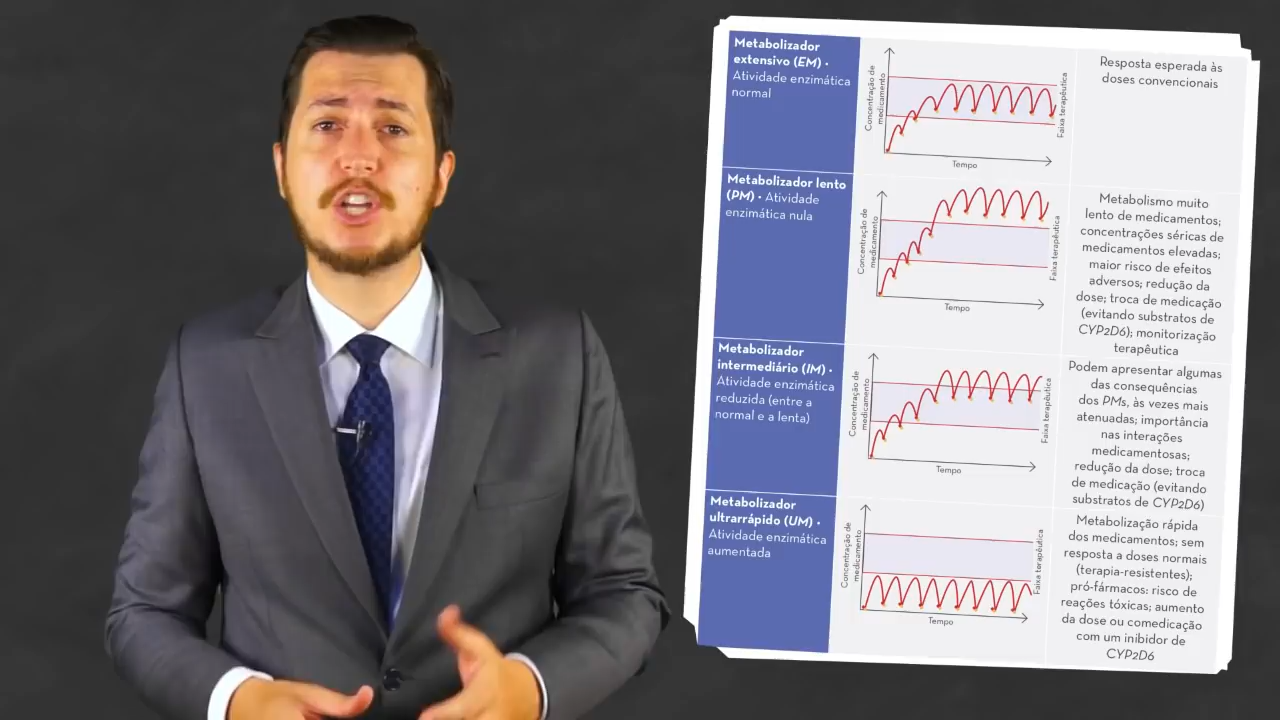 Metabolizador
extensivo (EM) •
Atividade enzimática
normal
Concentração de
medicamento
Tempo
Faixa terapêutica
Resposta esperada às
doses convencionais
Metabolizador lento
(PM) • Atividade
enzimática nula
Concentração de
medicamento
Tempo
Faixa terapêutica
Metabolismo muito
lento de medicamentos;
concentrações séricas de
medicamentos elevadas;
maior risco de efeitos
adversos; redução da
dose; troca de medicação
(evitando substratos de
CYP2D6); monitorização
terapêutica
Metabolizador
intermediário (IM) •
Atividade enzimática
reduzida (entre a
normal e a lenta)
Concentração de
medicamento
Tempo
Faixa terapêutica
Podem apresentar algumas
das consequências
dos PMs, às vezes mais
atenuadas; importância
nas interações
medicamentosas;
redução da dose; troca
de medicação (evitando
substratos de CYP2D6)
Metabolizador
ultrarrápido (UM) •
Atividade enzimática
aumentada
Concentração de
medicamento
Tempo
Faixa terapêutica
Metabolização rápida
dos medicamentos; sem
resposta a doses normais
(terapia-resistentes);
pró-fármacos: risco de
reações tóxicas; aumento
da dose ou comedicação
com um inibidor de
CYP2D6